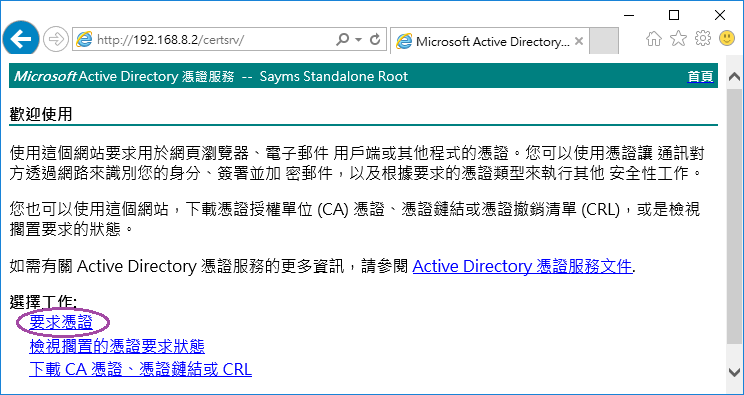 http://192.168.8.2/certsrv/
Microsoft Active Directory...
Microsoft Active Directory 憑證服務 -- Sayms Standalone Root
首頁
歡迎使用
使用這個網站要求用於網頁瀏覽器、電子郵件 用戶端或其他程式的憑證。您可以使用憑證讓 通訊對
方透過網路來識別您的身分、簽署並加 密郵件，以及根據要求的憑證類型來執行其他 安全性工作。
您也可以使用這個網站，下載憑證授權單位 (CA) 憑證、憑證鏈結或憑證撤銷清單 (CRL)，或是檢視
擱置要求的狀態。
如需有關 Active Directory 憑證服務的更多資訊，請參閱 Active Directory 憑證服務文件.
選擇工作:
要求憑證
檢視擱置的憑證要求狀態
下載 CA 憑證、憑證鏈結或 CRL